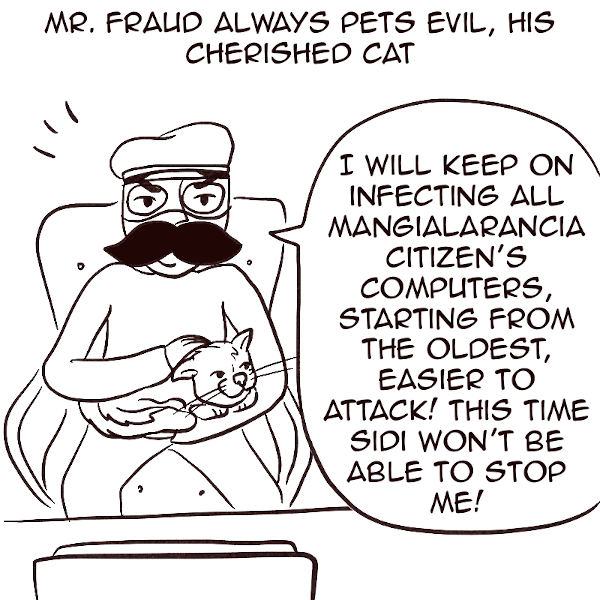 MR. FRAUD ALWAYS PETS EVIL, HIS
CHERISHED CAT
I WILL KEEP ON
INFECTING ALL
MANGIALARANCIA
CITIZEN'S
COMPUTERS,
STARTING FROM
THE OLDEST,
EASIER TO
ATTACK! THIS TIME
SIDI WON'T BE
ABLE TO STOP
ME!